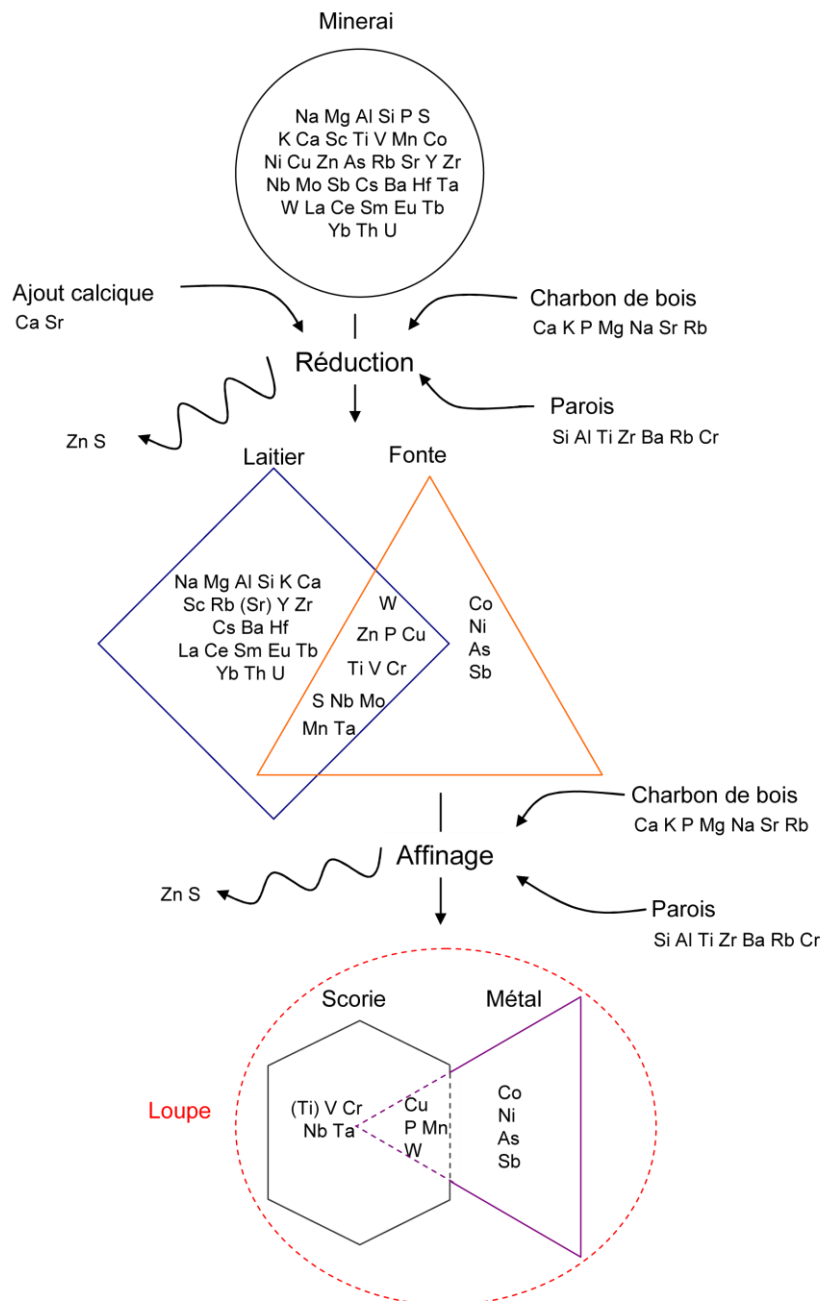 Minerai
Na Mg Al Si P S
K Ca Sc Ti V Mn Co
Ni Cu Zn As Rb Sr Y Zr
Nb Mo Sb Cs Ba Hf Ta
W La Ce Sm Eu Tb
Yb Th U
Ajout calcique
Ca Sr
Charbon de bois
Ca K P Mg Na Sr Rb
Réduction
Parois
Si Al Ti Zr Ba Rb Cr
Zn S
Laitier
Fonte
Na Mg Al Si K Ca
Sc Rb (Sr) Y Zr
Cs Ba Hf
La Ce Sm Eu Tb
Yb Th U
W
Zn P Cu
Ti V Cr
S Nb Mo
Mn Ta
Co
Ni
As
Sb
Charbon de bois
Ca K P Mg Na Sr Rb
Affinage
Zn S
Parois
Si Al Ti Zr Ba Rb Cr
Scorie
Métal
Loupe
(Ti) V Cr
Nb Ta
Cu
P Mn
W
Co
Ni
As
Sb